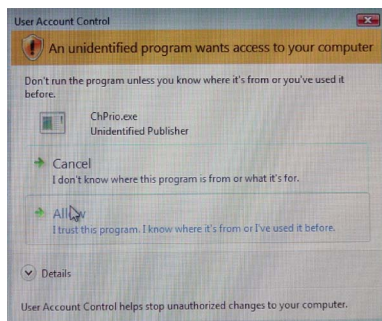 User Account Control
An unidentified program wants access to your computer
Don't run the program unless you know where it's from or you've used it
before.
ChPrio.exe
Unidentified Publisher
Cancel
I don't know where this program is from or what it's for.
Allow
I trust this program. I know where it's from or I've used it before.
Details
User Account Control helps stop unauthorized changes to your computer.